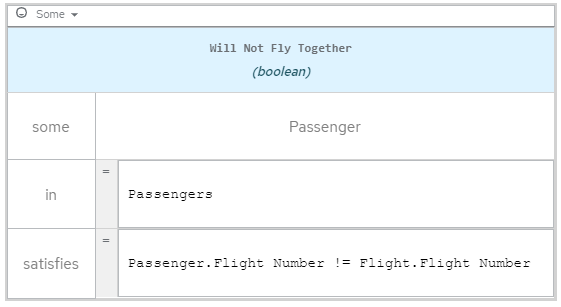 Some
Will Not Fly Together
(boolean)
some Passenger
in = Passengers
satisfies = Passenger.Flight Number != Flight.Flight Number